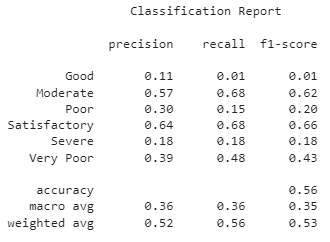 Classification Report
precision recall f1-score
Good 0.11 0.01 0.01
Moderate 0.57 0.68 0.62
Poor 0.30 0.15 0.20
Satisfactory 0.64 0.68 0.66
Severe 0.18 0.18 0.18
Very Poor 0.39 0.48 0.43
accuracy 0.56
macro avg 0.36 0.36 0.35
weighted avg 0.52 0.56 0.53